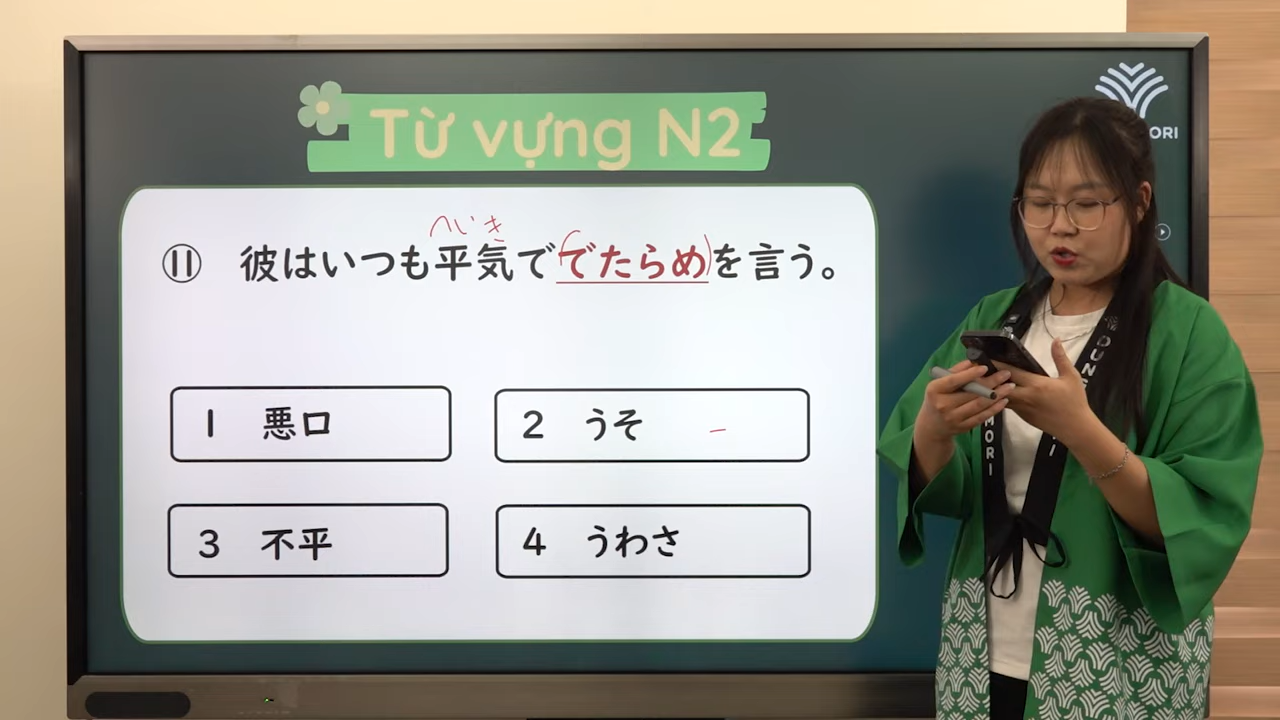 Từ vựng N2
ORI
へいき
⑪ 彼はいつも平気ででたらめを言う。
1 悪口
2 うそ
3 不平
4 うわさ
MORI